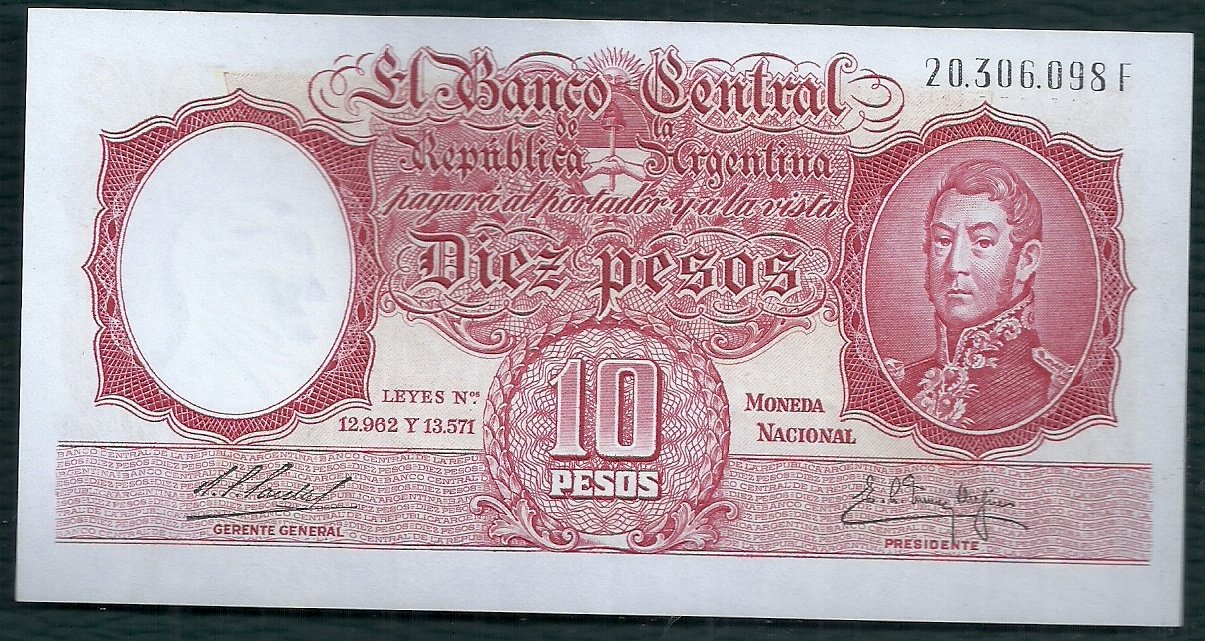 20.306.098 F
El Banco Central
de la
República Argentina
pagará al portador y a la vista
Diez pesos
LEYES Nos
12.962 Y 13.571
10
PESOS
MONEDA
NACIONAL
GERENTE GENERAL
PRESIDENTE